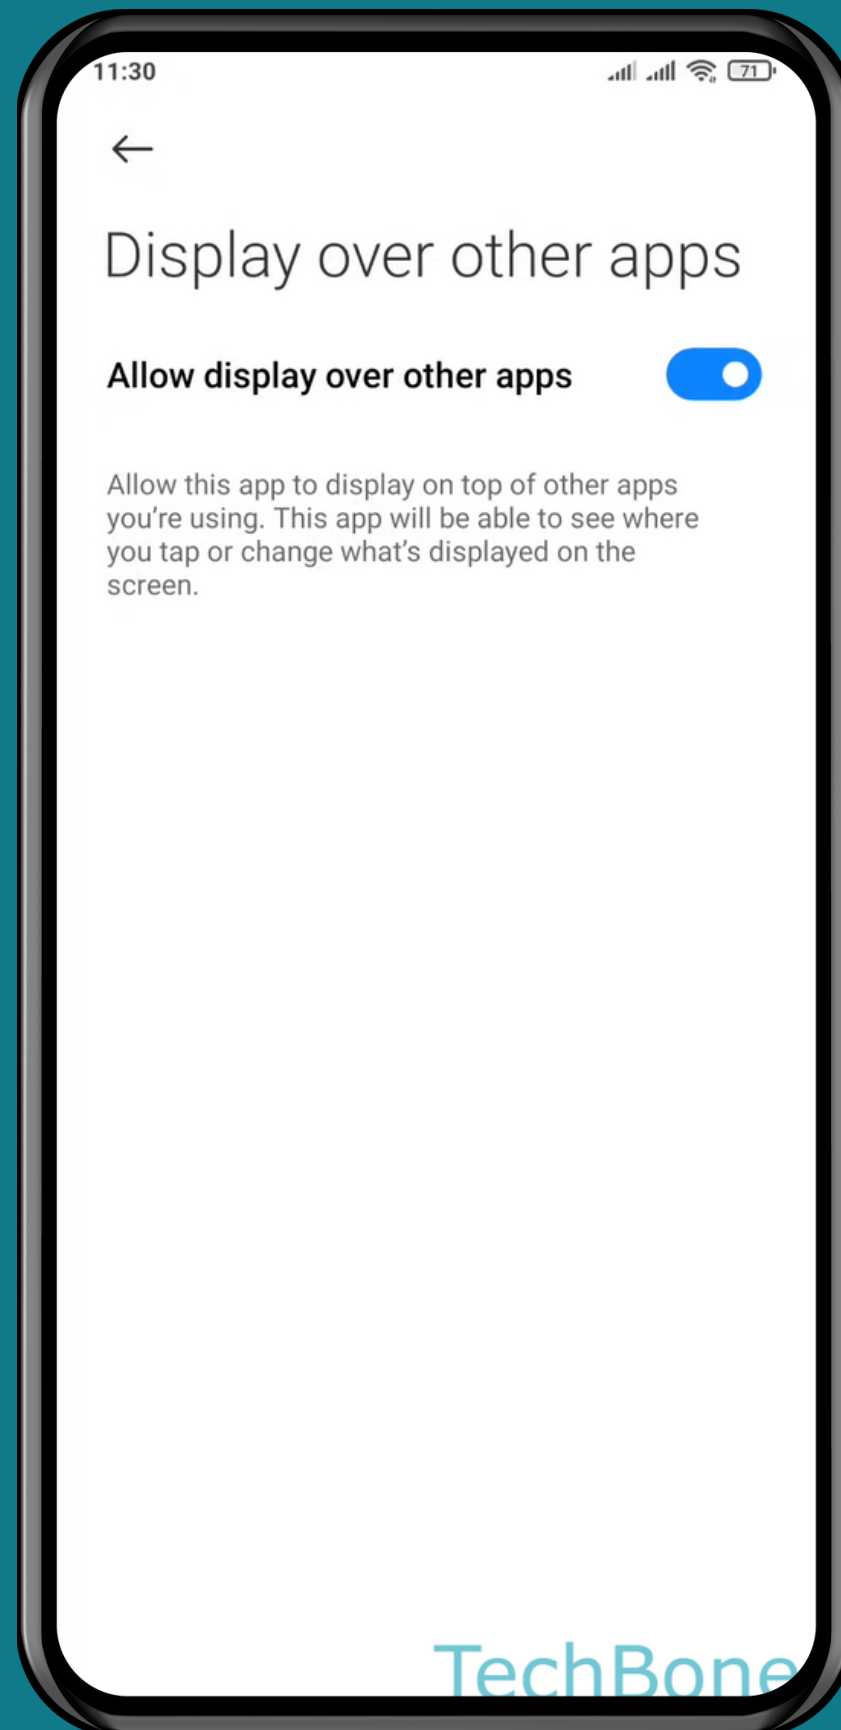 11:30
71
Display over other apps
Allow display over other apps
Allow this app to display on top of other apps
you’re using. This app will be able to see where
you tap or change what’s displayed on the
screen.
TechBone